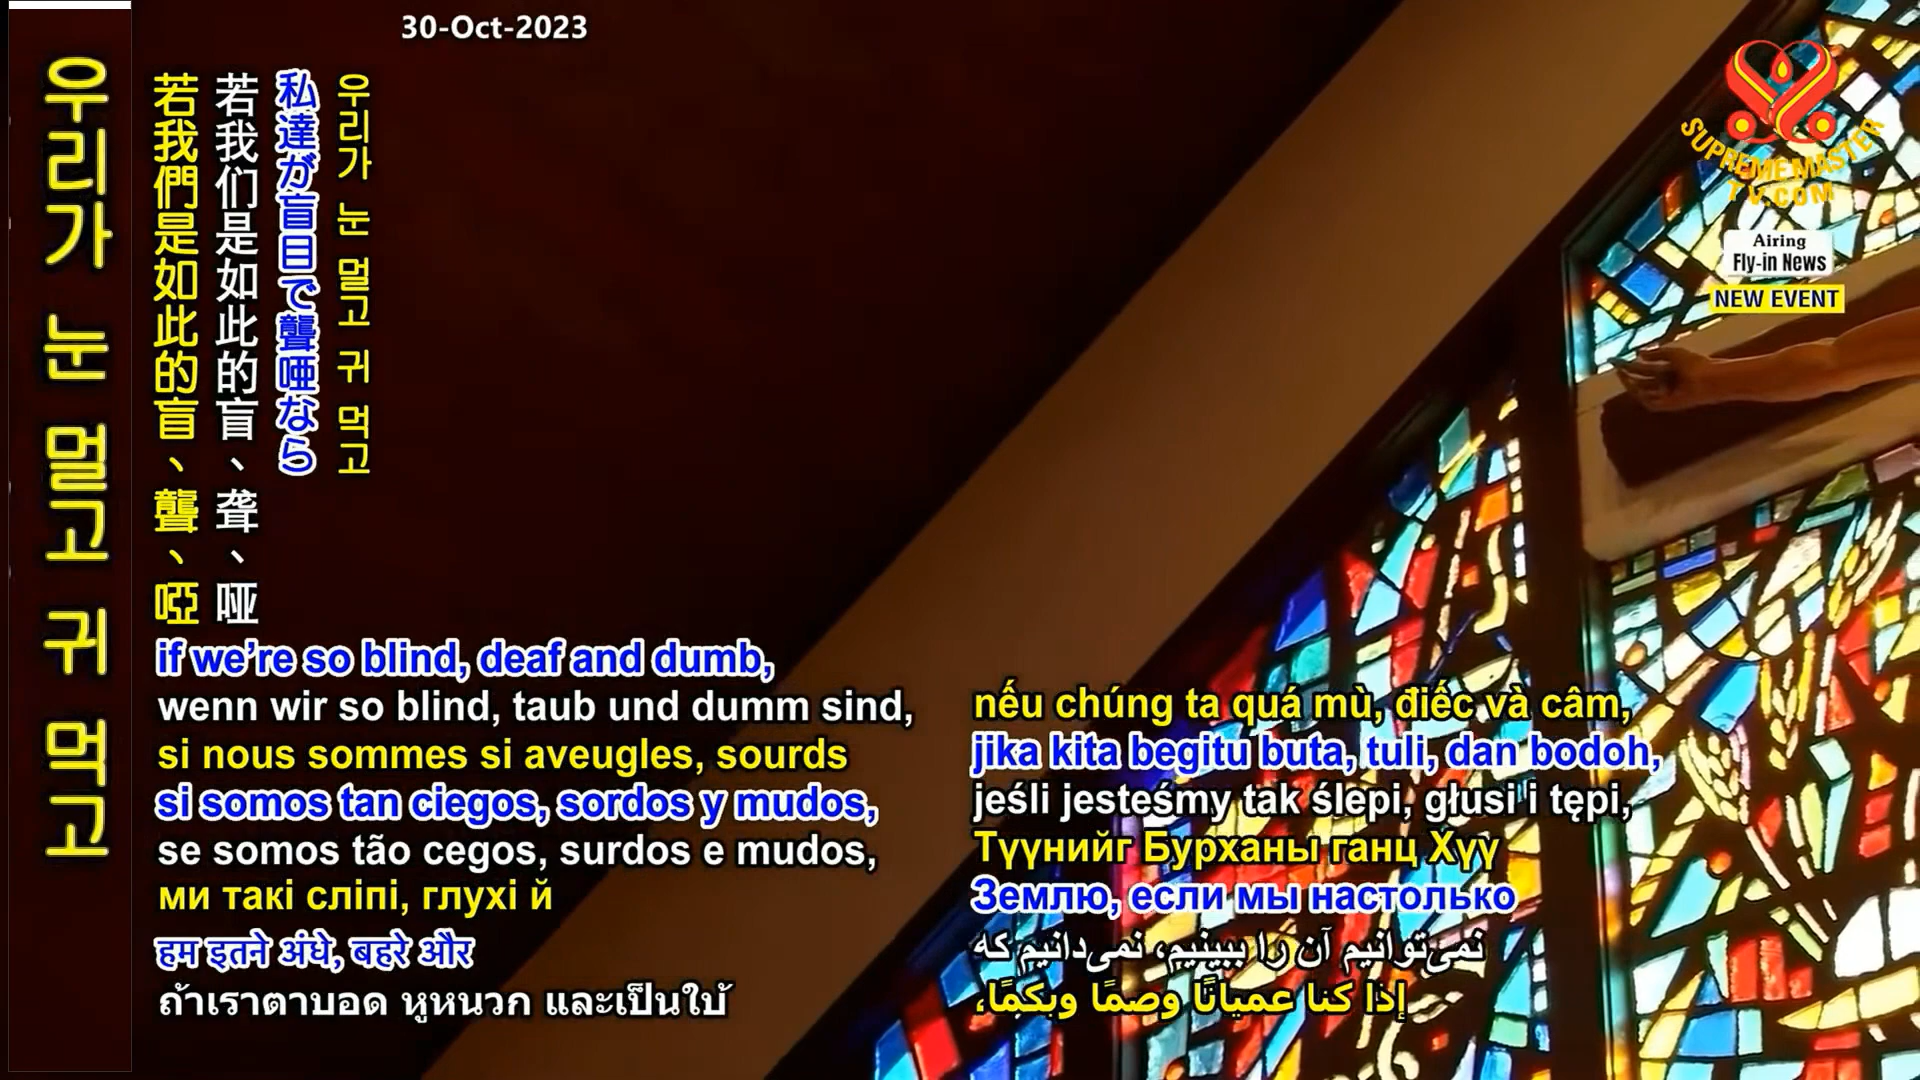 30-Oct-2023
우리가 눈 멀고 귀 먹고
若我們是如此的盲、聾、啞
若我们是如此的盲、聋、哑
私達が盲目で聾唖なら
우리가 눈 멀고 귀 먹고
SUPREMEMASTER
TV.COM
Airing
Fly-in News
NEW EVENT
if we're so blind, deaf and dumb,
wenn wir so blind, taub und dumm sind,
si nous sommes si aveugles, sourds
si somos tan ciegos, sordos y mudos,
se somos tão cegos, surdos e mudos,
ми такі сліпі, глухі й
हम इतने अंधे, बहरे और
ถ้าเราตาบอด หูหนวก และเป็นใบ้
nếu chúng ta quá mù, điếc và câm,
jika kita begitu buta, tuli, dan bodoh,
jeśli jesteśmy tak ślepi, głusi i tępi,
Түүнийг Бурханы ганц Хүү
Землю, если мы настолько
نمی‌توانیم آن را ببینیم، نمی‌دانیم که
إذا كنا عميانًا وصمًا وبكمًا،